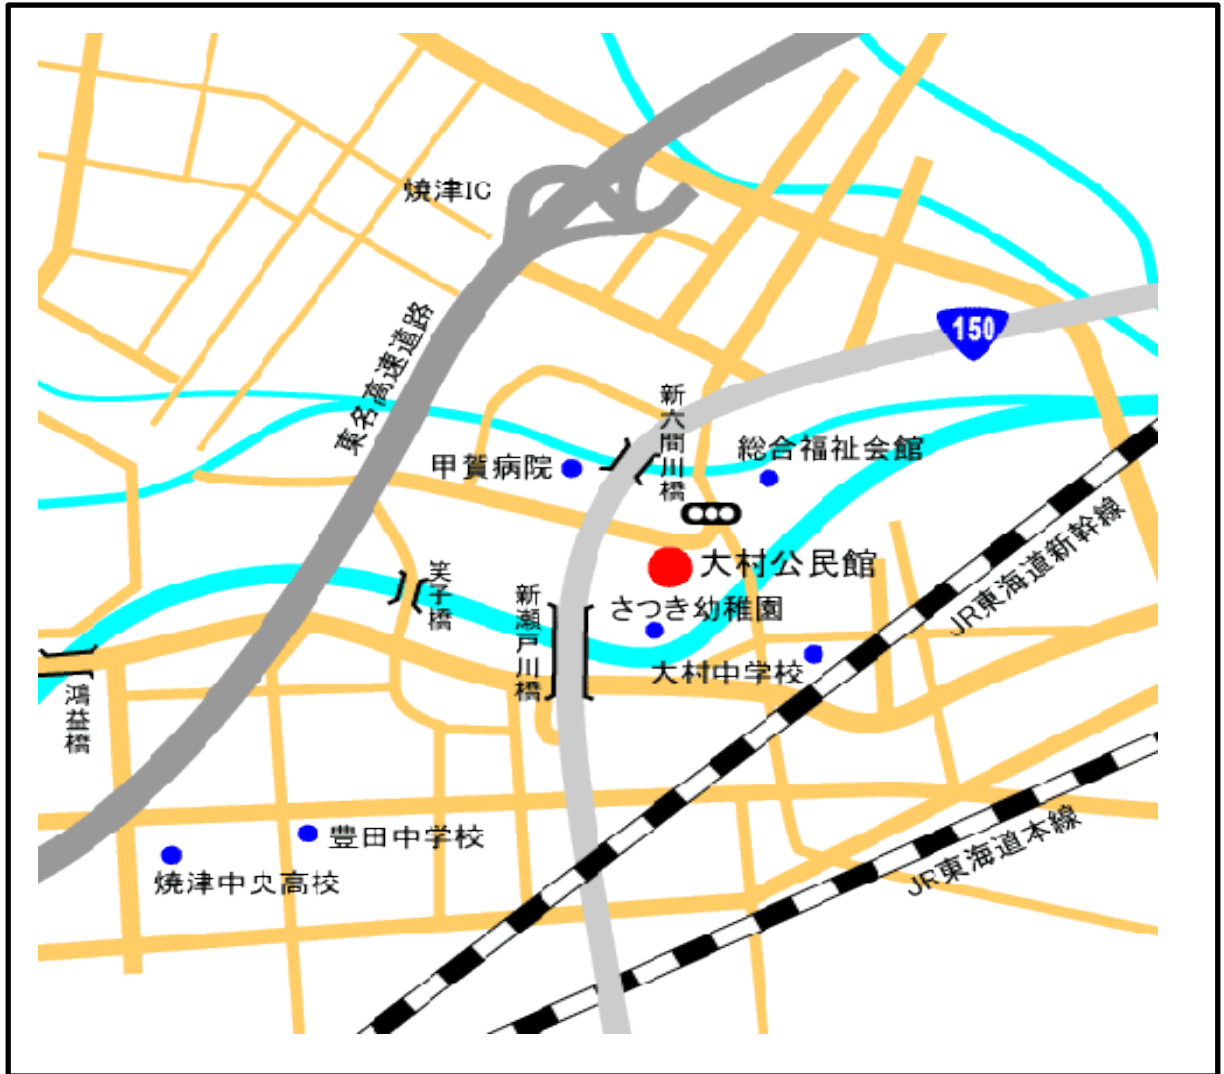 焼津IC
東名高速道路
150
新六間川橋
総合福祉会館
甲賀病院
大村公民館
笑子橋
新瀬戸川橋
さつき幼稚園
大村中学校
JR東海道新幹線
鴻益橋
豊田中学校
焼津中央高校
JR東海道本線